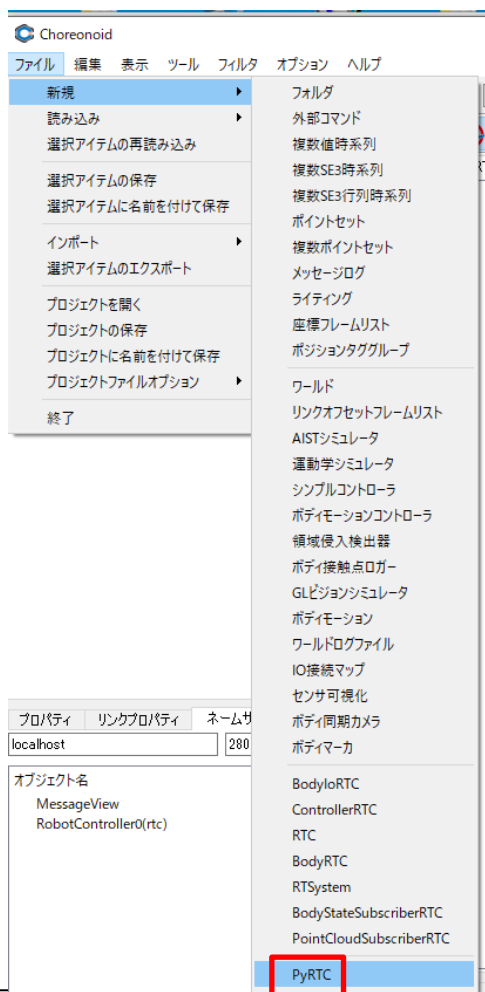 Choreonoid
ファイル 編集 表示 ツール フィルタ オプション ヘルプ
新規
読み込み
選択アイテムの再読み込み
選択アイテムの保存
選択アイテムに名前を付けて保存
インポート
選択アイテムのエクスポート
プロジェクトを開く
プロジェクトの保存
プロジェクトに名前を付けて保存
プロジェクトファイルオプション
終了
フォルダ
外部コマンド
複数値時系列
複数SE3時系列
複数SE3行列時系列
ポイントセット
複数ポイントセット
メッセージログ
ライティング
座標フレームリスト
ポジションタググループ
ワールド
リンクオフセットフレームリスト
AISTシミュレータ
運動学シミュレータ
シンプルコントローラ
ボディモーションコントローラ
領域侵入検出器
ボディ接触点ロガー
GLビジョンシミュレータ
ボディモーション
ワールドログファイル
IO接続マップ
センサ可視化
ボディ同期カメラ
ボディマーカ
BodyIoRTC
ControllerRTC
RTC
BodyRTC
RTSystem
BodyStateSubscriberRTC
PointCloudSubscriberRTC
PyRTC
プロパティ リンクプロパティ ネームサ
localhost 280
オブジェクト名
MessageView
RobotController0(rtc)